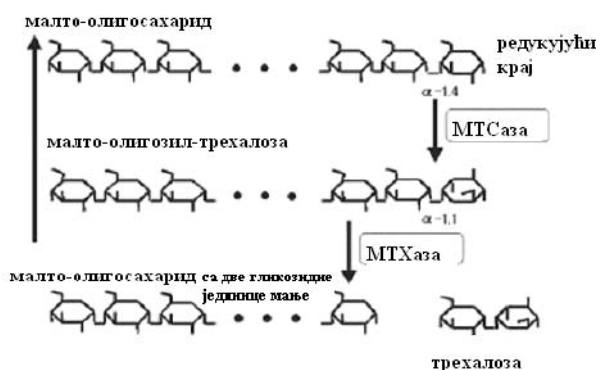 малто-олигосахарид
редукујући
крај
α-1,4
МТСаза
малто-олигозил-трехалоза
α-1,1
МТХаза
малто-олигосахарид са две гликозидне
јединице мање
трехалоза